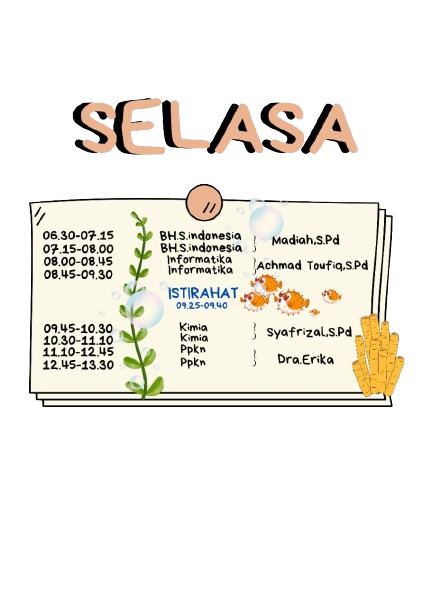 SELASA
06.30-07.15 BH.S.indonesia
07.15-08.00 BH.S.indonesia
Madiah,S.Pd
08.00-08.45 Informatika
08.45-09.30 Informatika
Achmad Toufiq,S.Pd
ISTIRAHAT
09.25-09.40
09.45-10.30 Kimia
10.30-11.10 Kimia
Syafrizal,S.Pd
11.10-12.45 Ppkn
12.45-13.30 Ppkn
Dra.Erika